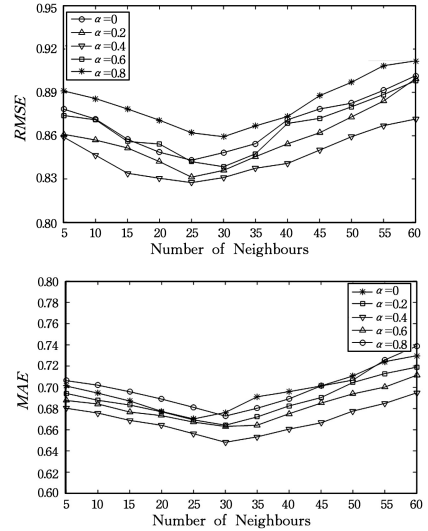 0.95
0.92
0.89
0.86
0.83
0.80
RMSE
α=0
α=0.2
α=0.4
α=0.6
α=0.8
5 10 15 20 25 30 35 40 45 50 55 60
Number of Neighbours
0.80
0.78
0.74
0.72
0.70
0.68
0.66
0.64
0.62
0.60
MAE
α=0
α=0.2
α=0.4
α=0.6
α=0.8
5 10 15 20 25 30 35 40 45 50 55 60
Number of Neighbours